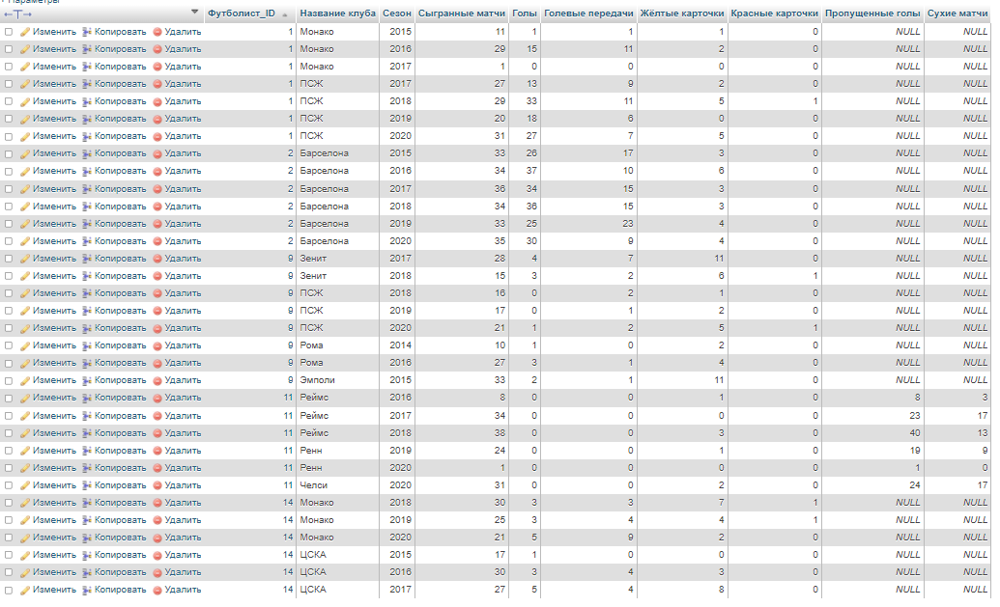 Параметры
←T→ Футболист_ID Название клуба Сезон Сыгранные матчи Голы Голевые передачи Жёлтые карточки Красные карточки Пропущенные голы Сухие матчи
Изменить Копировать Удалить 1 Монако 2015 11 1 1 1 0 NULL NULL
Изменить Копировать Удалить 1 Монако 2016 29 15 11 2 0 NULL NULL
Изменить Копировать Удалить 1 Монако 2017 1 0 0 0 0 NULL NULL
Изменить Копировать Удалить 1 ПСЖ 2017 27 13 9 2 0 NULL NULL
Изменить Копировать Удалить 1 ПСЖ 2018 29 33 11 5 1 NULL NULL
Изменить Копировать Удалить 1 ПСЖ 2019 20 18 6 0 0 NULL NULL
Изменить Копировать Удалить 1 ПСЖ 2020 31 27 7 5 0 NULL NULL
Изменить Копировать Удалить 2 Барселона 2015 33 26 17 3 0 NULL NULL
Изменить Копировать Удалить 2 Барселона 2016 34 37 10 6 0 NULL NULL
Изменить Копировать Удалить 2 Барселона 2017 36 34 15 3 0 NULL NULL
Изменить Копировать Удалить 2 Барселона 2018 34 36 15 3 0 NULL NULL
Изменить Копировать Удалить 2 Барселона 2019 33 25 23 4 0 NULL NULL
Изменить Копировать Удалить 2 Барселона 2020 35 30 9 4 0 NULL NULL
Изменить Копировать Удалить 9 Зенит 2017 28 4 7 11 0 NULL NULL
Изменить Копировать Удалить 9 Зенит 2018 15 3 2 6 1 NULL NULL
Изменить Копировать Удалить 9 ПСЖ 2018 16 0 2 1 0 NULL NULL
Изменить Копировать Удалить 9 ПСЖ 2019 17 0 1 2 0 NULL NULL
Изменить Копировать Удалить 9 ПСЖ 2020 21 1 2 5 1 NULL NULL
Изменить Копировать Удалить 9 Рома 2014 10 1 0 2 0 NULL NULL
Изменить Копировать Удалить 9 Рома 2016 27 3 1 4 0 NULL NULL
Изменить Копировать Удалить 9 Эмполи 2015 33 2 1 11 0 NULL NULL
Изменить Копировать Удалить 11 Реймс 2016 8 0 0 1 0 8 3
Изменить Копировать Удалить 11 Реймс 2017 34 0 0 0 0 23 17
Изменить Копировать Удалить 11 Реймс 2018 38 0 0 3 0 40 13
Изменить Копировать Удалить 11 Ренн 2019 24 0 0 1 0 19 9
Изменить Копировать Удалить 11 Ренн 2020 1 0 0 0 0 1 0
Изменить Копировать Удалить 11 Челси 2020 31 0 0 2 0 24 17
Изменить Копировать Удалить 14 Монако 2018 30 3 3 7 1 NULL NULL
Изменить Копировать Удалить 14 Монако 2019 25 3 4 4 1 NULL NULL
Изменить Копировать Удалить 14 Монако 2020 21 5 9 2 0 NULL NULL
Изменить Копировать Удалить 14 ЦСКА 2015 17 1 0 0 0 NULL NULL
Изменить Копировать Удалить 14 ЦСКА 2016 30 3 4 3 0 NULL NULL
Изменить Копировать Удалить 14 ЦСКА 2017 27 5 4 8 0 NULL NULL